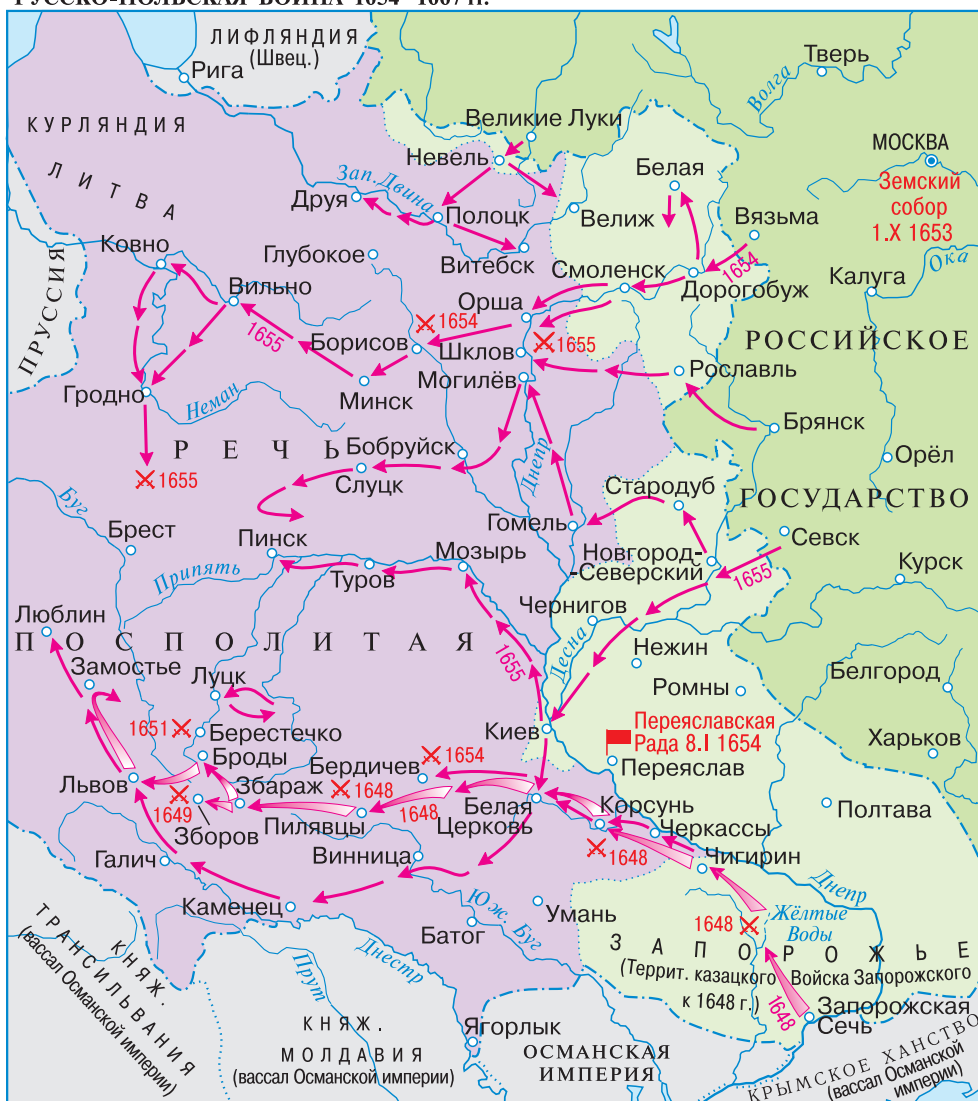 РУССКО-ПОЛЬСКАЯ ВОЙНА 1654–1667 гг.
ЛИФЛЯНДИЯ
(Швец.)
Рига
Тверь
Волга
КУРЛЯНДИЯ
Великие Луки
МОСКВА
Невель
Белая
Земский
собор
1.X 1653
ЛИТВА
Зап. Двина
Друя
Полоцк
Велиж
Вязьма
Ковно
Глубокое
Витебск
Смоленск
1654
Ока
Калуга
ПРУССИЯ
Вильно
Орша
Дорогобуж
1654
1655
Борисов
Шклов
1655
РОССИЙСКОЕ
Гродно
Минск
Могилёв
Рославль
Неман
Брянск
РЕЧЬ
Бобруйск
Орёл
1655
Слуцк
Днепр
Стародуб
ГОСУДАРСТВО
Буг
Брест
Пинск
Гомель
Севск
Мозырь
Новгород-
-Северский
1655
Курск
Припять
Туров
Чернигов
Люблин
ПОСПОЛИТАЯ
Десна
Нежин
Замостье
1655
Белгород
Луцк
Ромны
1651
Берестечко
Киев
Переяславская
Рада 8.I 1654
Харьков
Броды
Бердичев
1654
Переяслав
Львов
Збараж
1648
1648
Белая
Церковь
Корсунь
Полтава
1649
Зборов
Пилявцы
Черкассы
Галич
Винница
1648
Чигирин
Днепр
Каменец
Юж. Буг
Умань
1648
Жёлтые
Воды
Батог
ЗАПОРОЖЬЕ
(Террит. казацкого Войска Запорожского
к 1648 г.)
КНЯЖ.
ТРАНСИЛЬВАНИЯ
(вассал Османской империи)
Прут
Днестр
1648
Запорожская
Сечь
КНЯЖ.
МОЛДАВИЯ
(вассал Османской империи)
Ягорлык
ОСМАНСКАЯ
ИМПЕРИЯ
КРЫМСКОЕ ХАНСТВО
(вассал Османской
империи)